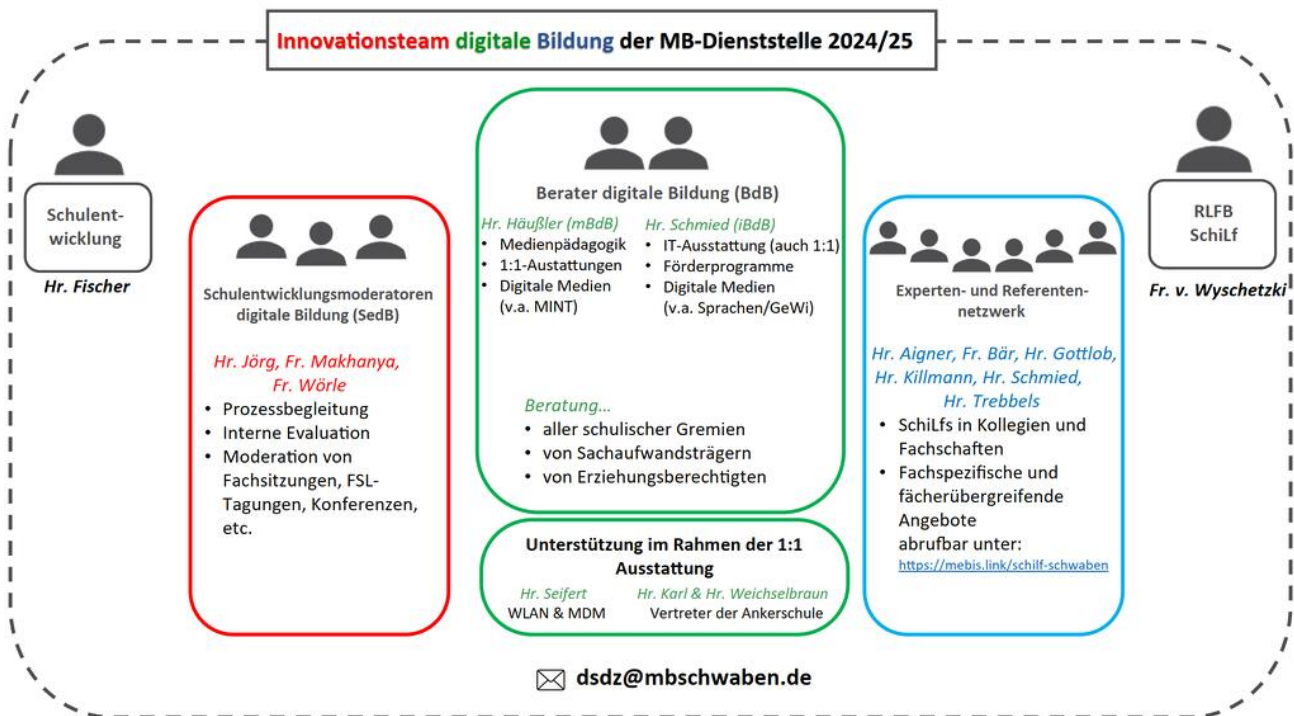 Innovationsteam digitale Bildung der MB-Dienststelle 2024/25
Schulent-
wicklung
Hr. Fischer
Schulentwicklungsmoderatoren
digitale Bildung (SedB)
Hr. Jörg, Fr. Makhanya,
Fr. Wörle
• Prozessbegleitung
• Interne Evaluation
• Moderation von
Fachsitzungen, FSL-
Tagungen, Konferenzen,
etc.
Berater digitale Bildung (BdB)
Hr. Häußler (mBdB)
• Medienpädagogik
• 1:1-Austattungen
• Digitale Medien
(v.a. MINT)
Hr. Schmied (iBdB)
• IT-Ausstattung (auch 1:1)
• Förderprogramme
• Digitale Medien
(v.a. Sprachen/GeWi)
Beratung...
• aller schulischer Gremien
• von Sachaufwandsträgern
• von Erziehungsberechtigten
Unterstützung im Rahmen der 1:1
Ausstattung
Hr. Seifert
WLAN & MDM
Hr. Karl & Hr. Weichselbraun
Vertreter der Ankerschule
Experten- und Referenten-
netzwerk
Hr. Aigner, Fr. Bär, Hr. Gottlob,
Hr. Killmann, Hr. Schmied,
Hr. Trebbels
• SchiLfs in Kollegien und
Fachschaften
• Fachspezifische und
fächerübergreifende
Angebote
abrufbar unter:
https://mebis.link/schilf-schwaben
RLFB
SchiLf
Fr. v. Wyschetzki
dsdz@mbschwaben.de